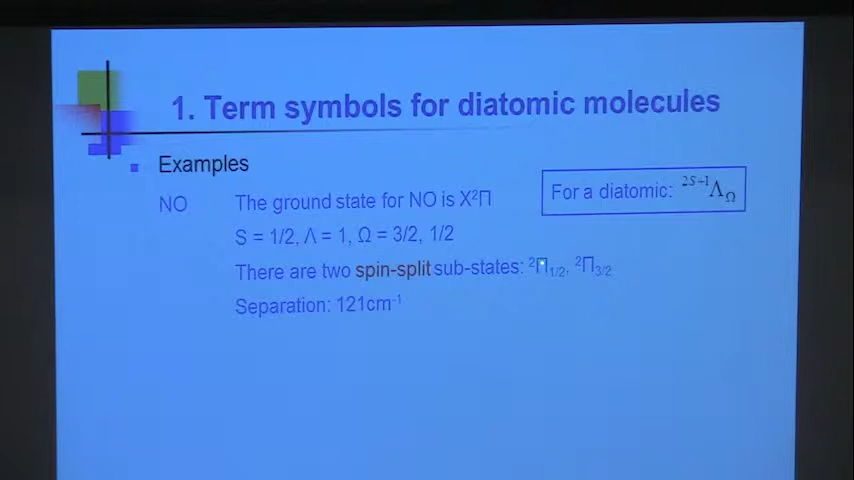 1. Term symbols for diatomic molecules
Examples
For a diatomic: ²ˢ⁻¹Λ_Ω
NO The ground state for NO is X²Π
S = 1/2, Λ = 1, Ω = 3/2, 1/2
There are two spin-split sub-states: ²Π₁/₂, ²Π₃/₂
Separation: 121cm⁻¹